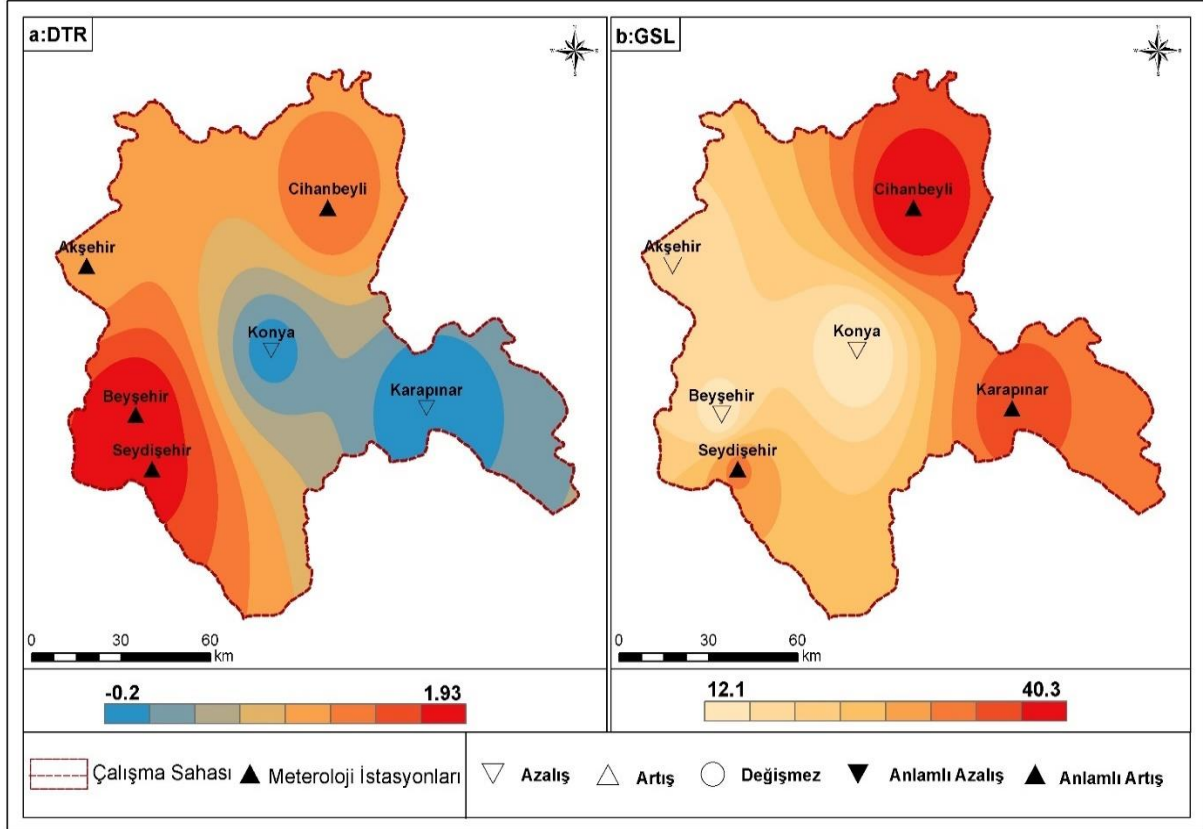 a:DTR
Cihanbeyli
Akşehir
Konya
Karapınar
Beyşehir
Seydişehir
0 30 60
km
-0.2 1.93
b:GSL
Cihanbeyli
Akşehir
Konya
Karapınar
Beyşehir
Seydişehir
0 30 60
km
12.1 40.3
Çalışma Sahası Meteroloji İstasyonları Azalış Artış Değişmez Anlamlı Azalış Anlamlı Artış